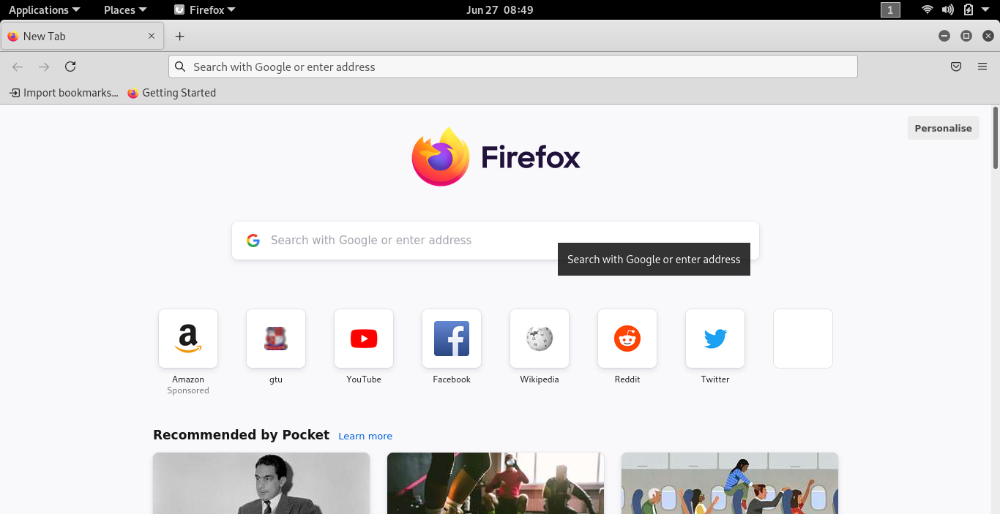 Applications Places Firefox Jun 27 08:49 1
New Tab
Search with Google or enter address
Import bookmarks... Getting Started
Personalise
Firefox
Search with Google or enter address
Search with Google or enter address
Amazon gtu YouTube Facebook Wikipedia Reddit Twitter
Sponsored
Recommended by Pocket Learn more